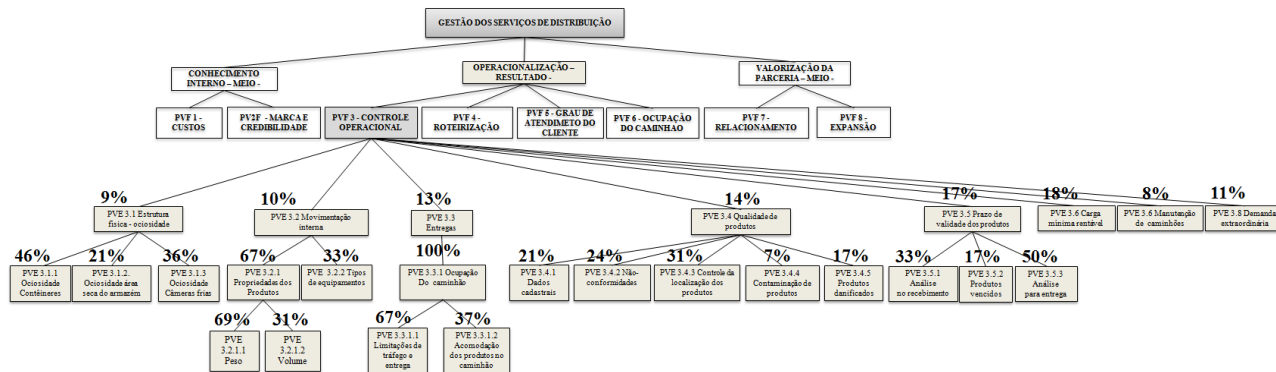 GESTÃO DOS SERVIÇOS DE DISTRIBUIÇÃO
CONHECIMENTO
INTERNO – MEIO -
OPERACIONALIZAÇÃO –
RESULTADO -
VALORIZAÇÃO DA
PARCERIA – MEIO -
PVF 1 -
CUSTOS
PV2F - MARCA E
CREDIBILIDADE
PVF 3 - CONTROLE
OPERACIONAL
PVF 4 -
ROTEIRIZAÇÃO
PVF 5 - GRAU DE
ATENDIMETO DO
CLIENTE
PVF 6 - OCUPAÇÃO
DO CAMINHAO
PVF 7 -
RELACIONAMENTO
PVF 8 -
EXPANSÃO
9%
PVE 3.1 Estrutura
fisica - ociosidade
10%
PVE 3.2 Movimentação
interna
13%
PVE 3.3
Entregas
14%
PVE 3.4 Qualidade de
produtos
17%
PVE 3.5 Prazo de
validade dos produtos
18%
PVE 3.6 Carga
mínima rentável
8%
PVE 3.6 Manutenção
de caminhões
11%
PVE 3.8 Demanda
extraordinária
46%
PVE 3.1.1
Ociosidade
Contêineres
21%
PVE 3.1.2.
Ociosidade área
seca do armazém
36%
PVE 3.1.3
Ociosidade
Câmeras frias
67%
PVE 3.2.1
Propriedades dos
Produtos
33%
PVE 3.2.2 Tipos
de equipamentos
100%
PVE 3.3.1 Ocupação
Do caminhão
21%
PVE 3.4.1
Dados
cadastrais
24%
PVE 3.4.2 Não-
conformidades
31%
PVE 3.4.3 Controle da
localização dos
produtos
7%
PVE 3.4.4
Contaminação de
produtos
17%
PVE 3.4.5
Produtos
danificados
33%
PVE 3.5.1
Análise
no recebimento
17%
PVE 3.5.2
Produtos
vencidos
50%
PVE 3.5.3
Análise
para entrega
69%
PVE
3.2.1.1
Peso
31%
PVE
3.2.1.2
Volume
67%
PVE 3.3.1.1
Limitações de
tráfego e
entrega
37%
PVE 3.3.1.2
Acomodação
dos produtos no
caminhão